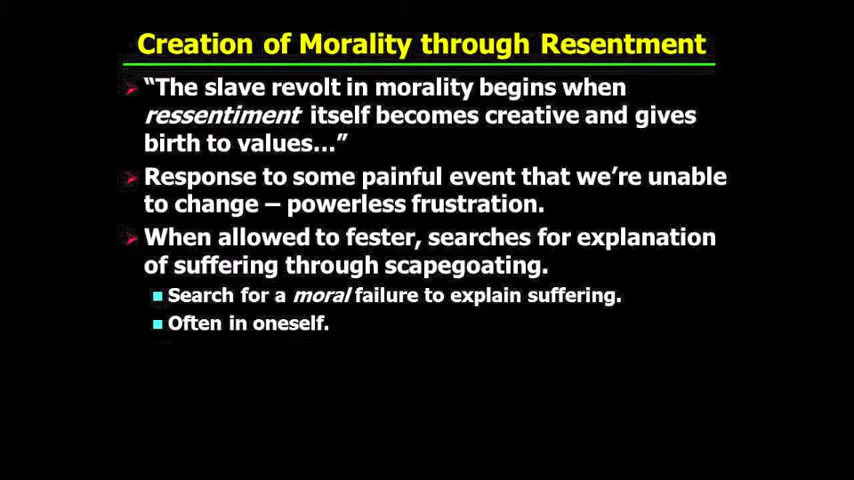 Creation of Morality through Resentment
“The slave revolt in morality begins when
ressentiment itself becomes creative and gives
birth to values…”
Response to some painful event that we’re unable
to change – powerless frustration.
When allowed to fester, searches for explanation
of suffering through scapegoating.
Search for a moral failure to explain suffering.
Often in oneself.